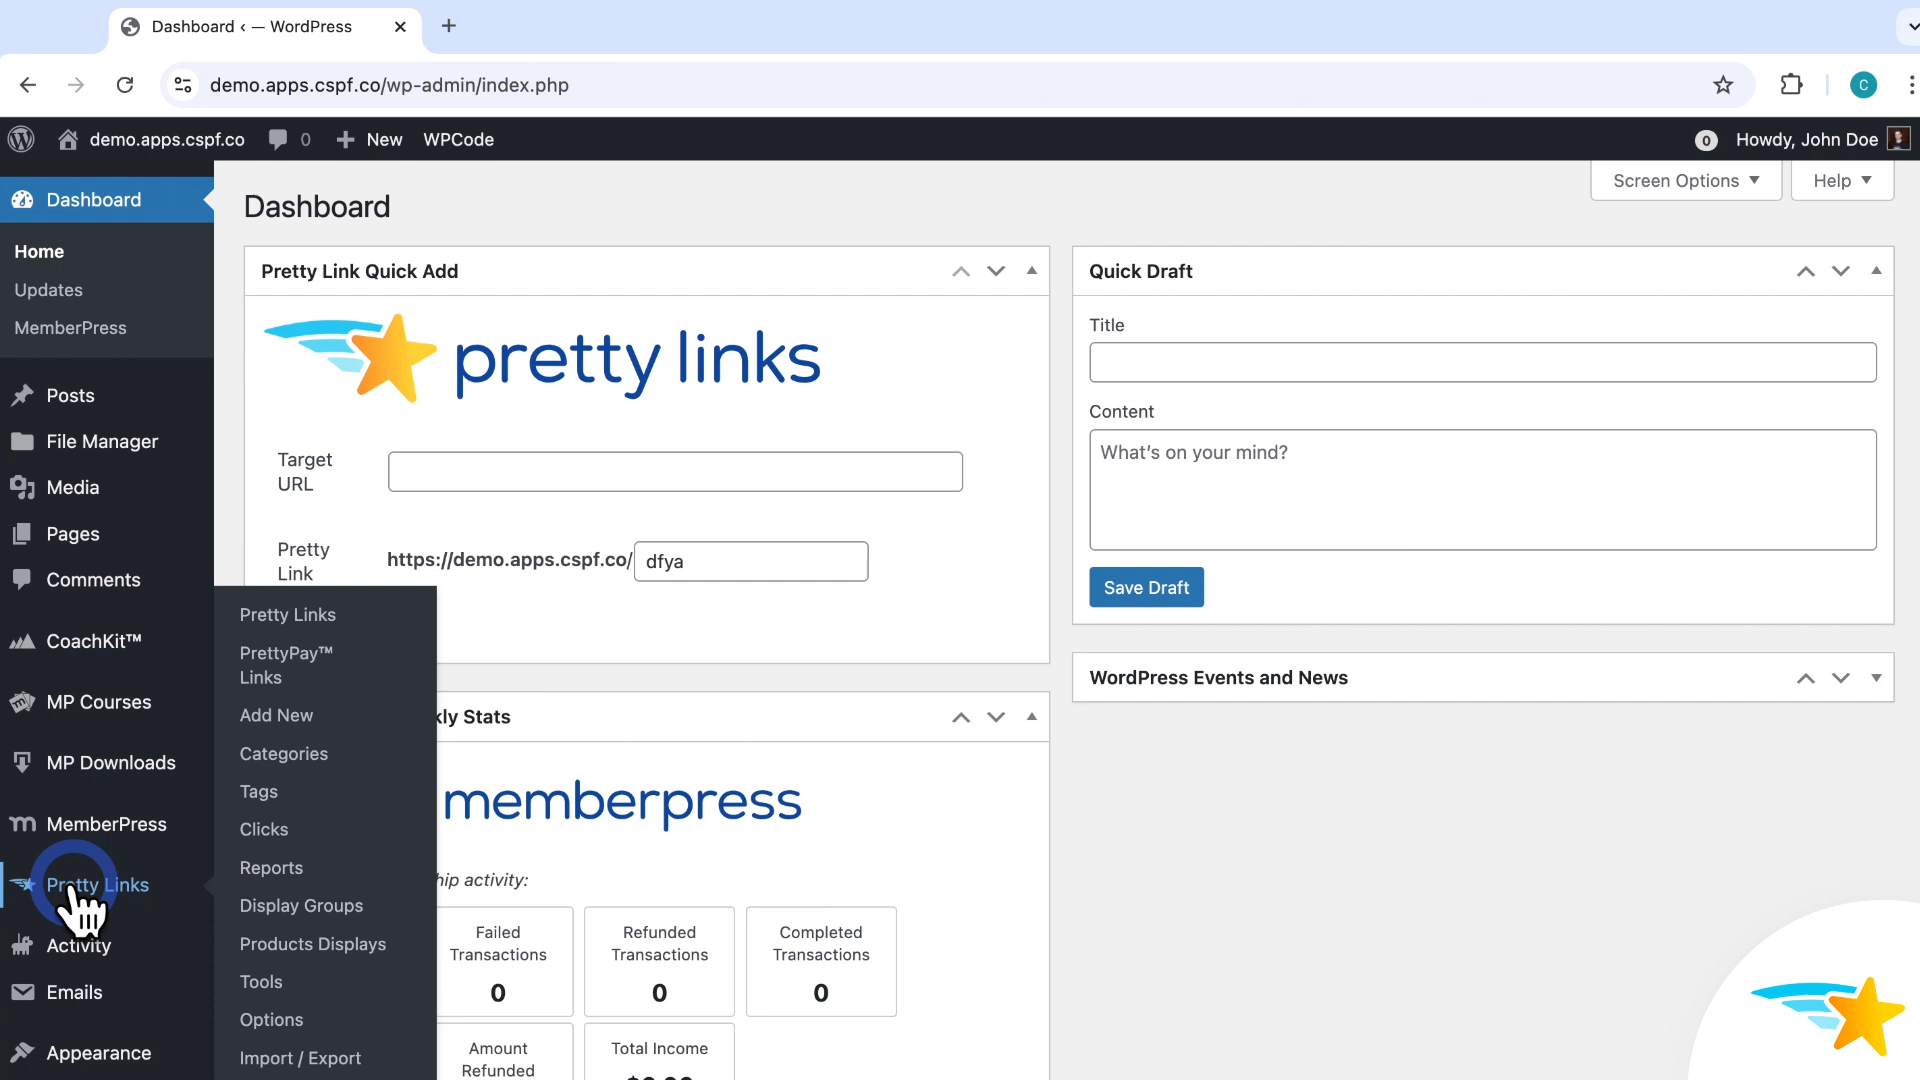 Dashboard ‹ — WordPress
demo.apps.cspf.co/wp-admin/index.php
C
demo.apps.cspf.co
0
New
WPCode
0
Howdy, John Doe
Dashboard
Home
Updates
MemberPress
Posts
File Manager
Media
Pages
Comments
CoachKit™
MP Courses
MP Downloads
MemberPress
Pretty Links
Activity
Emails
Appearance
Pretty Links
PrettyPay™
Links
Add New
Categories
Tags
Clicks
Reports
Display Groups
Products Displays
Tools
Options
Import / Export
Screen Options
Help
Dashboard
Pretty Link Quick Add
pretty links
Target
URL
Pretty
Link
https://demo.apps.cspf.co/
dfya
kly Stats
memberpress
hip activity:
Failed
Transactions
0
Refunded
Transactions
0
Completed
Transactions
0
Amount
Refunded
Total Income
Quick Draft
Title
Content
What's on your mind?
Save Draft
WordPress Events and News